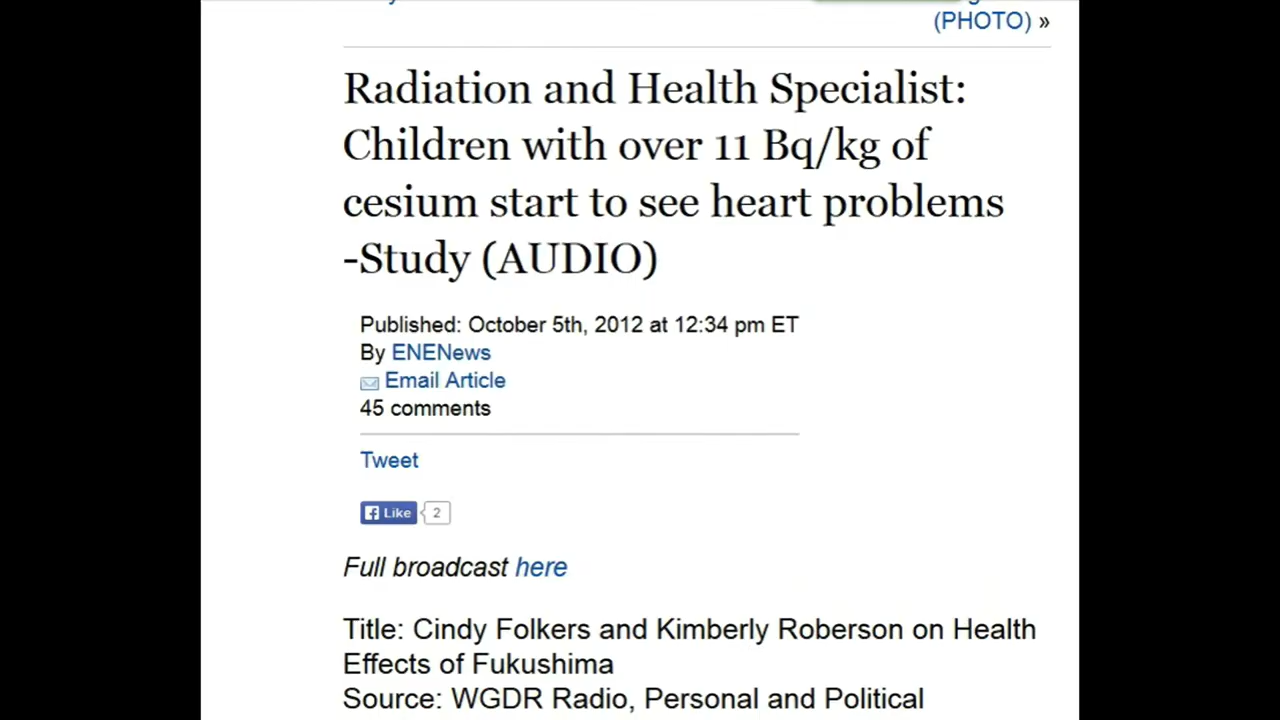 (PHOTO) »
Radiation and Health Specialist:
Children with over 11 Bq/kg of
cesium start to see heart problems
-Study (AUDIO)
Published: October 5th, 2012 at 12:34 pm ET
By ENENews
Email Article
45 comments
Tweet
Like 2
Full broadcast here
Title: Cindy Folkers and Kimberly Roberson on Health
Effects of Fukushima
Source: WGDR Radio, Personal and Political